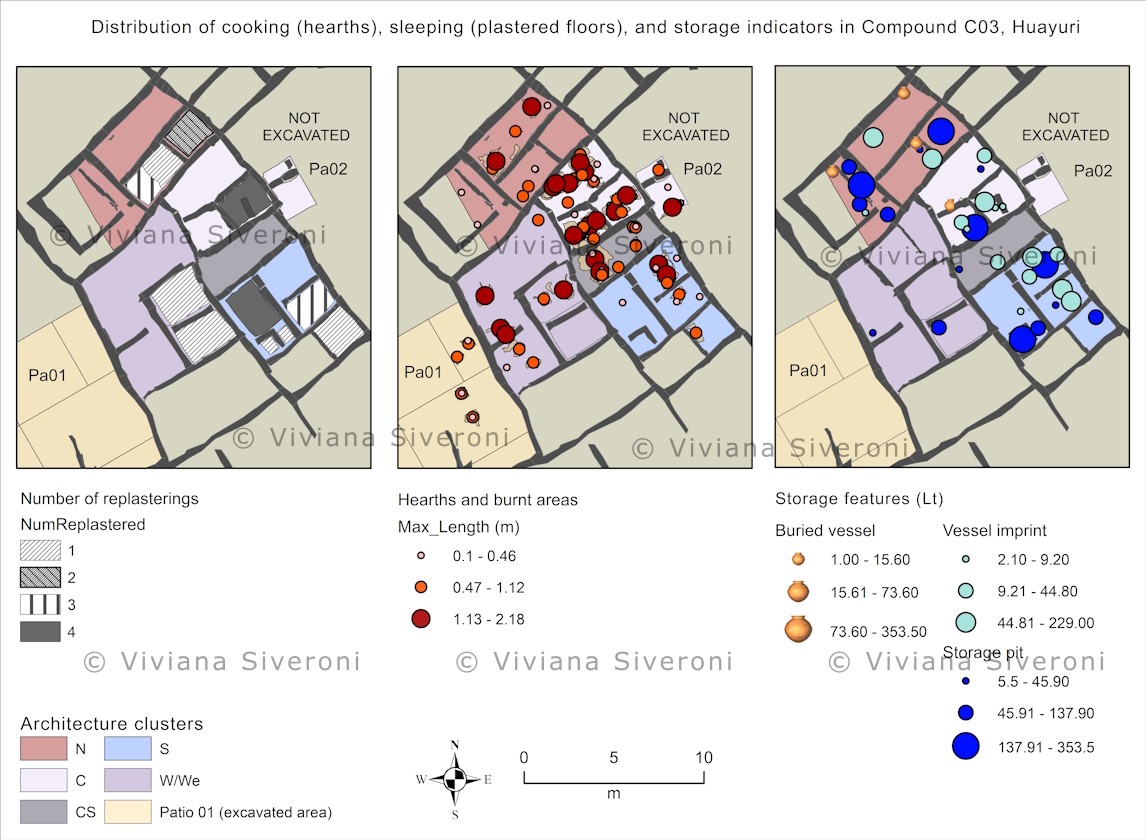 Distribution of cooking (hearths), sleeping (plastered floors), and storage indicators in Compound C03, Huayuri
NOT
EXCAVATED
Pa02
Pa01
© Viviana Siveroni
© Viviana Siveroni
NOT
EXCAVATED
Pa02
Pa01
© Viviana Siveroni
© Viviana Siveroni
NOT
EXCAVATED
Pa02
Pa01
© Viviana Siveroni
Number of replasterings
NumReplastered
1
2
3
4
© Viviana Siveroni
Hearths and burnt areas
Max_Length (m)
0.1 - 0.46
0.47 - 1.12
1.13 - 2.18
© Viviana Siveroni
Storage features (Lt)
Buried vessel
1.00 - 15.60
15.61 - 73.60
73.60 - 353.50
Vessel imprint
2.10 - 9.20
9.21 - 44.80
44.81 - 229.00
© Viviana Siveroni
Storage pit
5.5 - 45.90
45.91 - 137.90
137.91 - 353.5
Architecture clusters
N
S
C
W/We
CS
Patio 01 (excavated area)
N
W
E
S
0 5 10
m